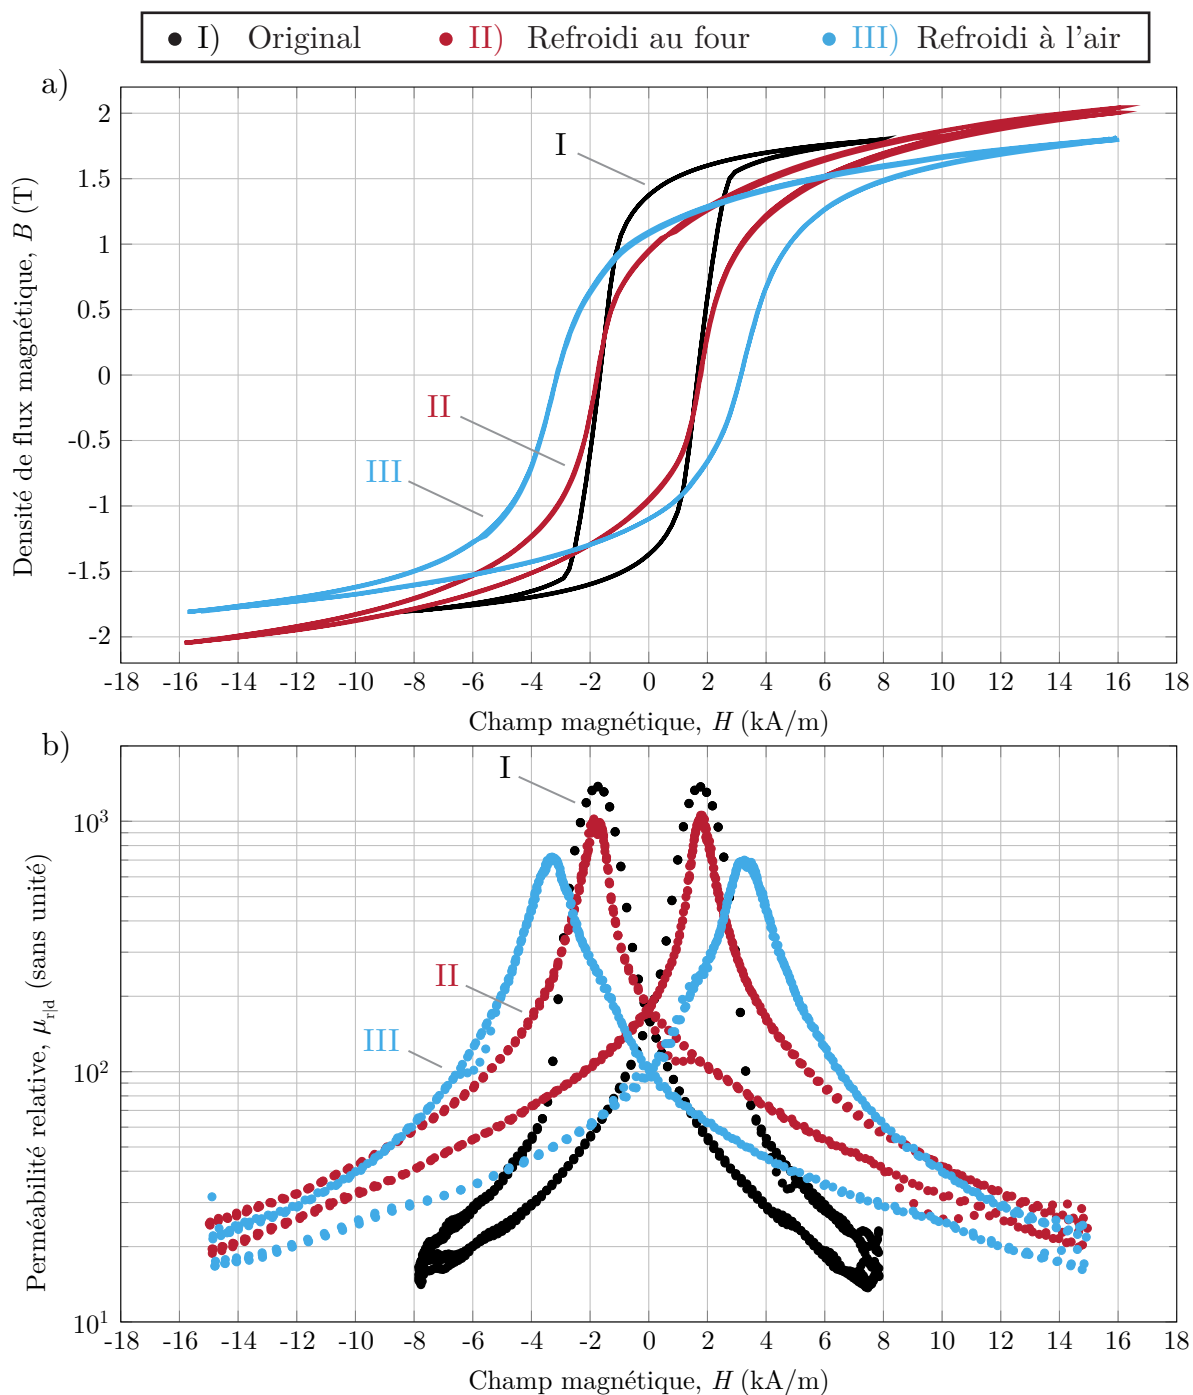 I) Original II) Refroidi au four III) Refroidi à l'air
a)
Densité de flux magnétique, B (T)
2
1.5
1
0.5
0
-0.5
-1
-1.5
-2
I
II
III
-18 -16 -14 -12 -10 -8 -6 -4 -2 0 2 4 6 8 10 12 14 16 18
Champ magnétique, H (kA/m)
b)
Perméabilité relative, μr|d (sans unité)
10³
10²
10¹
I
II
III
-18 -16 -14 -12 -10 -8 -6 -4 -2 0 2 4 6 8 10 12 14 16 18
Champ magnétique, H (kA/m)